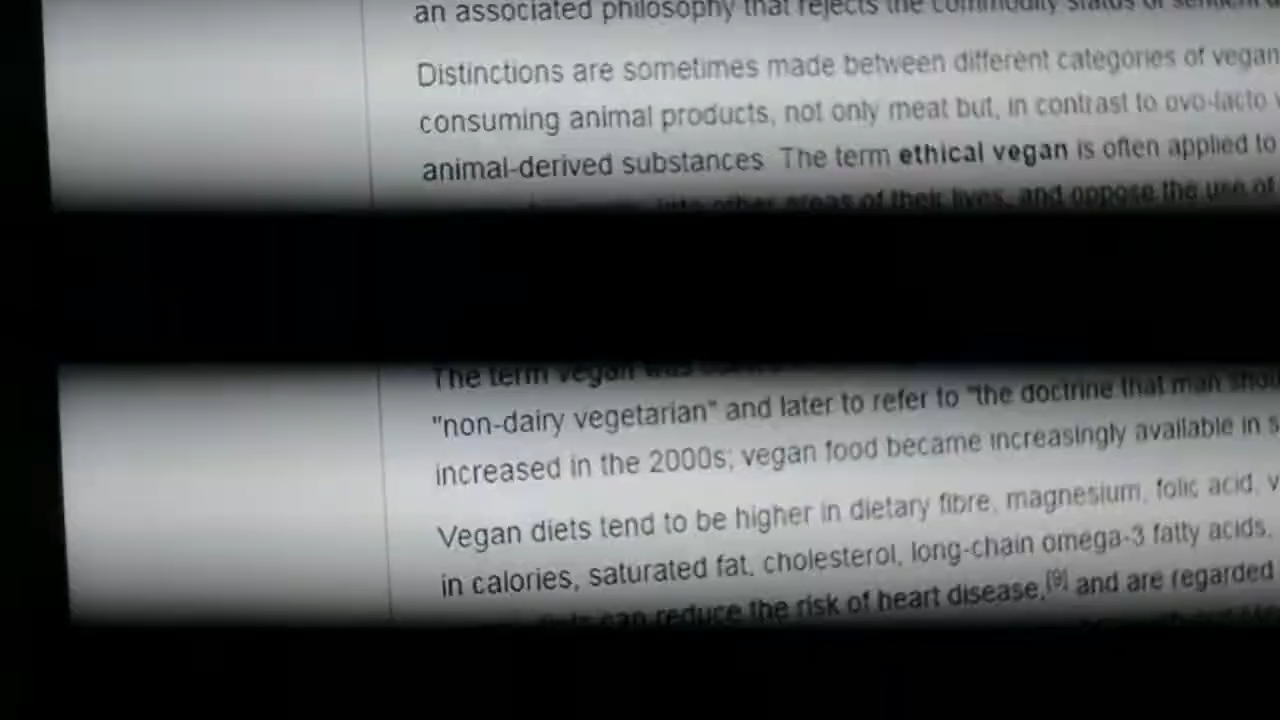 an associated philosophy that rejects the commodity status of sentient
Distinctions are sometimes made between different categories of vegan
consuming animal products, not only meat but, in contrast to ovo-lacto
animal-derived substances. The term ethical vegan is often applied to
into other areas of their lives, and oppose the use of
The term vegan was
"non-dairy vegetarian" and later to refer to "the doctrine that man
increased in the 2000s; vegan food became increasingly available in s
Vegan diets tend to be higher in dietary fibre, magnesium, folic acid, v
in calories, saturated fat, cholesterol, long-chain omega-3 fatty acids,
can reduce the risk of heart disease,[9] and are regarded